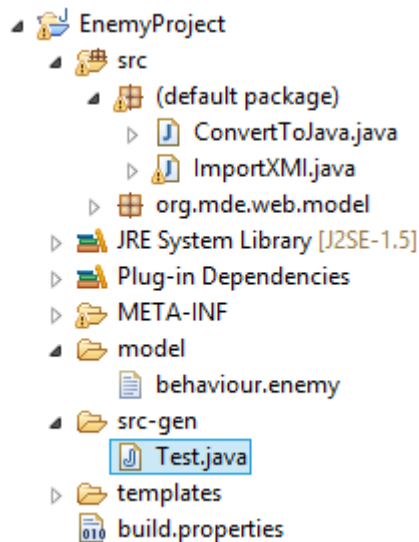 EnemyProject
src
(default package)
ConvertToJava.java
ImportXMI.java
org.mde.web.model
JRE System Library [J2SE-1.5]
Plug-in Dependencies
META-INF
model
behaviour.enemy
src-gen
Test.java
templates
build.properties